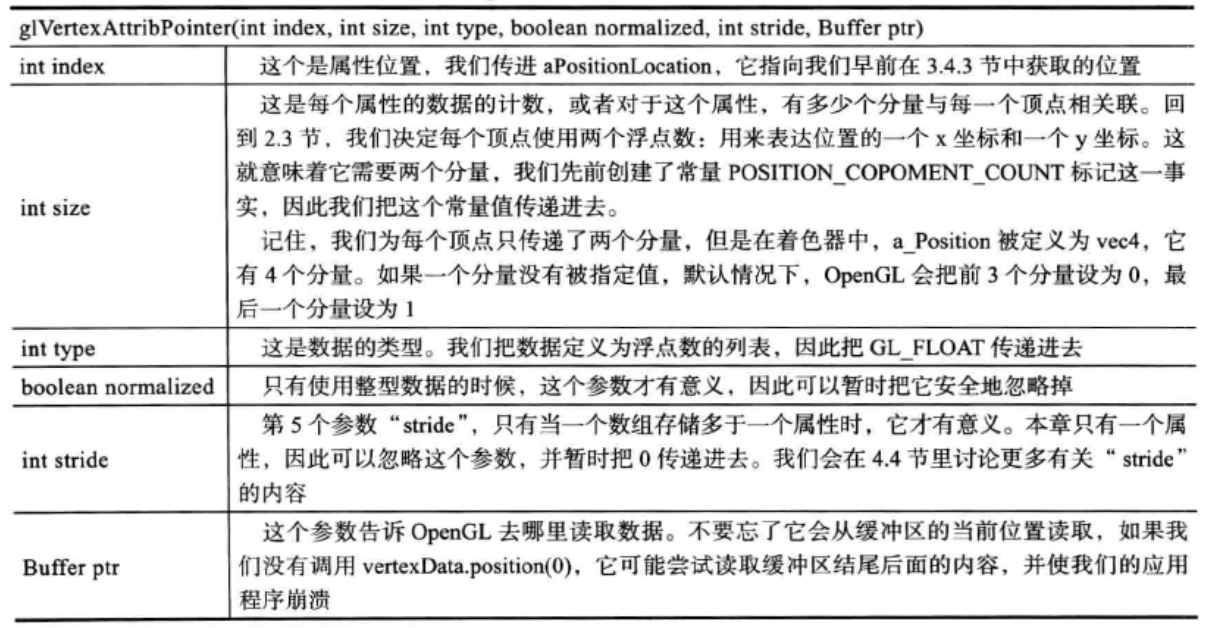 glVertexAttribPointer(int index, int size, int type, boolean normalized, int stride, Buffer ptr)
int index
这个是属性位置，我们传进 aPositionLocation，它指向我们早前在 3.4.3 节中获取的位置
int size
这是每个属性的数据的计数，或者对于这个属性，有多少个分量与每一个顶点相关联。回
到 2.3 节，我们决定每个顶点使用两个浮点数：用来表达位置的一个 x 坐标和一个 y 坐标。这
就意味着它需要两个分量，我们先前创建了常量 POSITION_COPOMENT_COUNT 标记这一事
实，因此我们把这个常量值传递进去。
记住，我们为每个顶点只传递了两个分量，但是在着色器中，a_Position 被定义为 vec4，它
有 4 个分量。如果一个分量没有被指定值，默认情况下，OpenGL 会把前 3 个分量设为 0，最
后一个分量设为 1
int type
这是数据的类型。我们把数据定义为浮点数的列表，因此把 GL_FLOAT 传递进去
boolean normalized
只有使用整型数据的时候，这个参数才有意义，因此可以暂时把它安全地忽略掉
int stride
第 5 个参数“stride”，只有当一个数组存储多于一个属性时，它才有意义。本章只有一个属
性，因此可以忽略这个参数，并暂时把 0 传递进去。我们会在 4.4 节里讨论更多有关“ stride”
的内容
Buffer ptr
这个参数告诉 OpenGL 去哪里读取数据。不要忘了它会从缓冲区的当前位置读取，如果我
们没有调用 vertexData.position(0)，它可能尝试读取缓冲区结尾后面的内容，并使我们的应用
程序崩溃